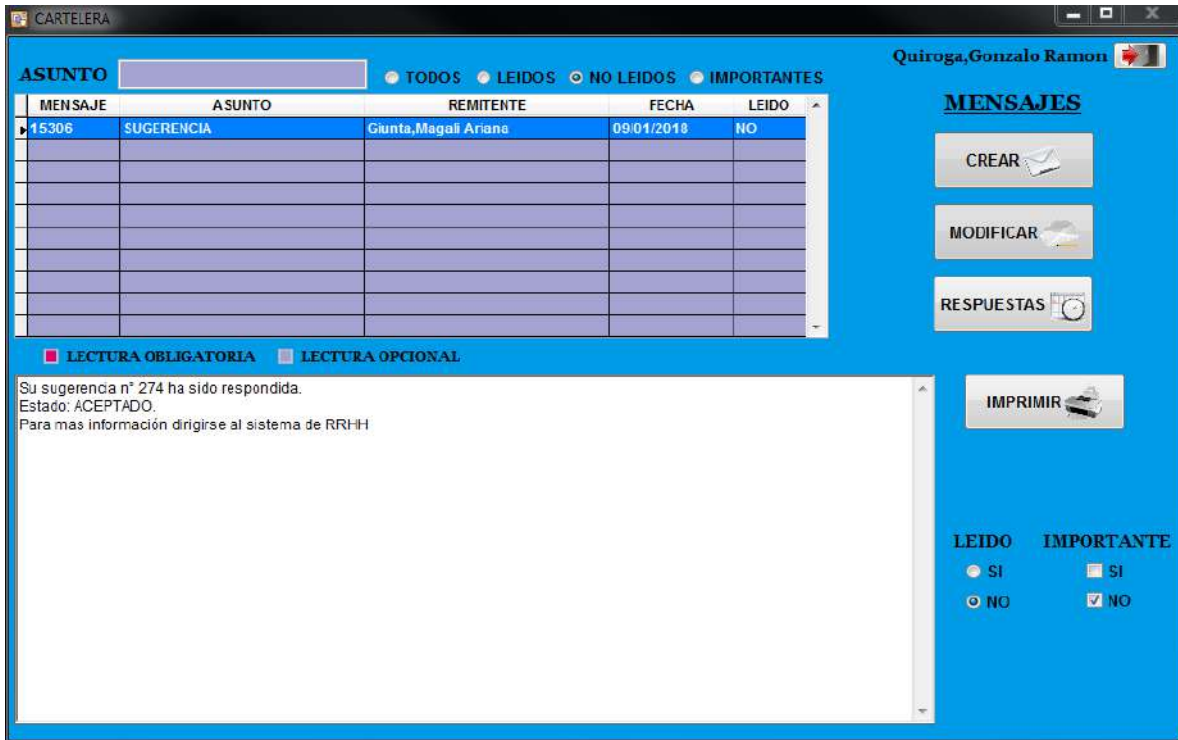 CARTELERA
Quiroga,Gonzalo Ramon
ASUNTO
TODOS LEIDOS NO LEIDOS IMPORTANTES
MENSAJE ASUNTO REMITENTE FECHA LEIDO
15306 SUGERENCIA Giunta,Magali Ariana 09/01/2018 NO
LECTURA OBLIGATORIA LECTURA OPCIONAL
Su sugerencia n° 274 ha sido respondida.
Estado: ACEPTADO.
Para mas información dirigirse al sistema de RRHH
MENSAJES
CREAR
MODIFICAR
RESPUESTAS
IMPRIMIR
LEIDO IMPORTANTE
SI SI
NO NO